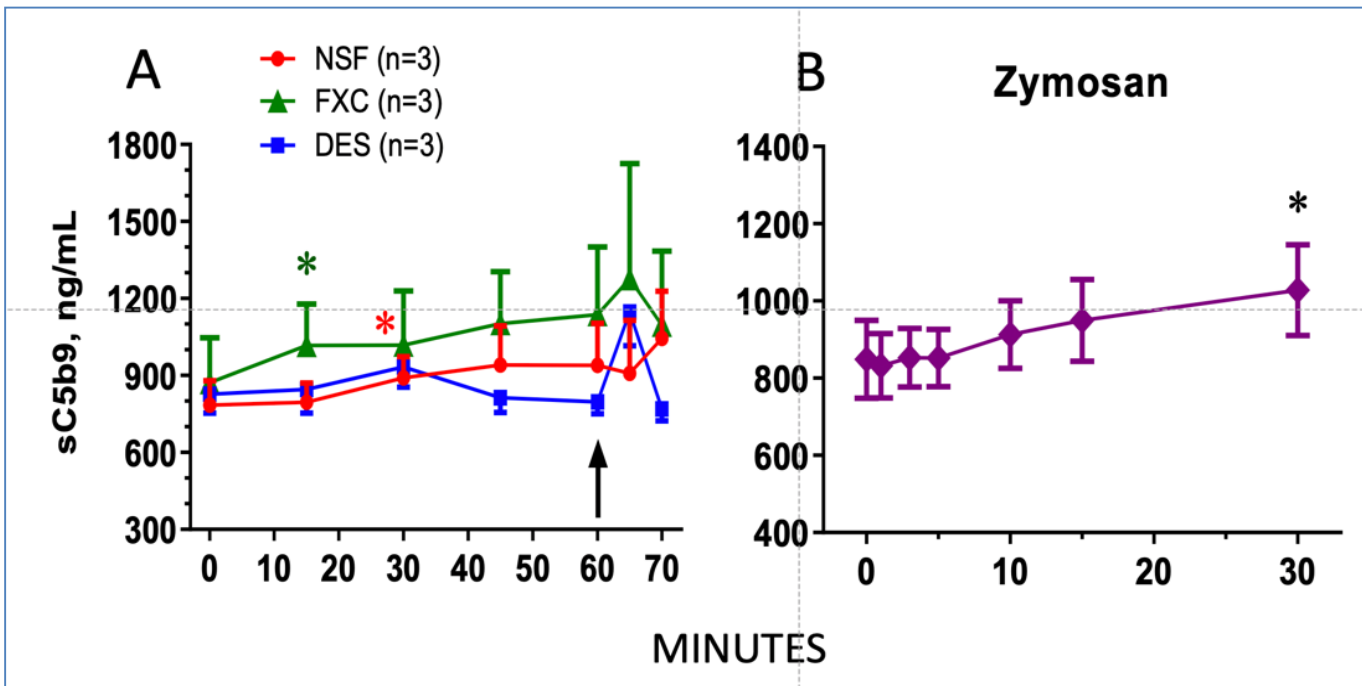 A
NSF (n=3)
FXC (n=3)
DES (n=3)
sC5b9, ng/mL
1800
1500
1200
900
600
300
*
*
0 10 20 30 40 50 60 70
B
Zymosan
1400
1200
1000
800
600
400
*
0 10 20 30
MINUTES